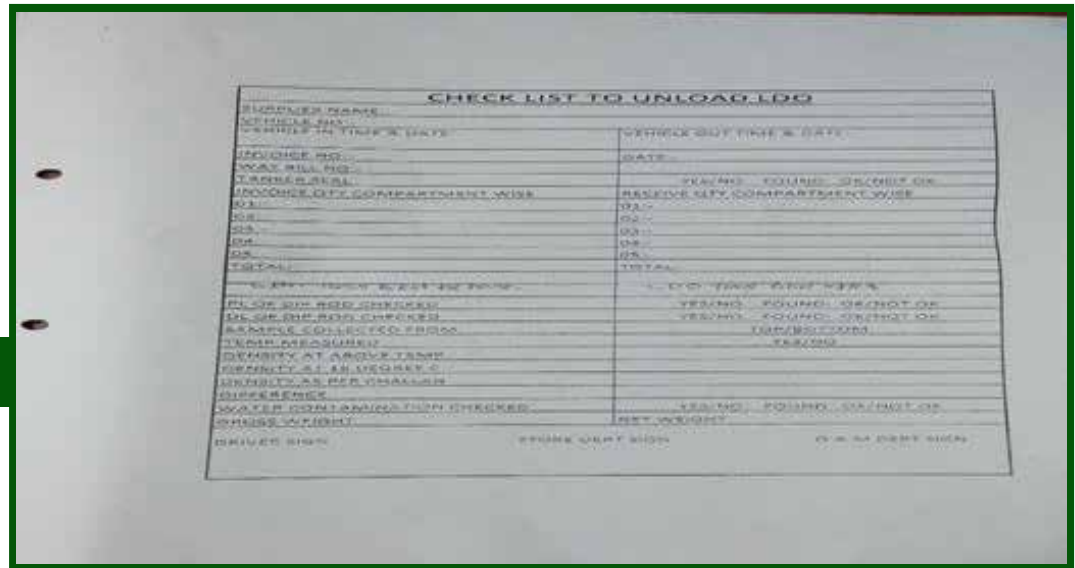 CHECK LIST TO UNLOAD LDO
SUPPLIER NAME:-
VEHICLE NO:-
VEHICLE IN TIME & DATE VEHICLE OUT TIME & DATE
INVOICE NO:- DATE:-
WAY BILL NO:-
TANKER SEAL YES/NO FOUND: OK/NOT OK
INVOICE QTY COMPARTMENT WISE RECEIVE QTY COMPARTMENT WISE
01:- 01:-
02:- 02:-
03:- 03:-
04: 04:-
05: 05:-
TOTAL: TOTAL:
PL OF DIP ROD CHECKED YES/NO FOUND: OK/NOT OK
DL OF DIP ROD CHECKED YES/NO FOUND: OK/NOT OK
SAMPLE COLLECTED FROM TOP/BOTTOM
TEMP MEASURED YES/NO
DENSITY AT ABOVE TEMP
DENSITY AT 15 DEGREE C
DENSITY AS PER CHALLAN
DIFFERENCE
WATER CONTAMINATION CHECKED YES/NO FOUND OK/NOT OK
GROSS WEIGHT NET WEIGHT
DRIVER SIGN STORE DEPT SIGN O & M DEPT SIGN